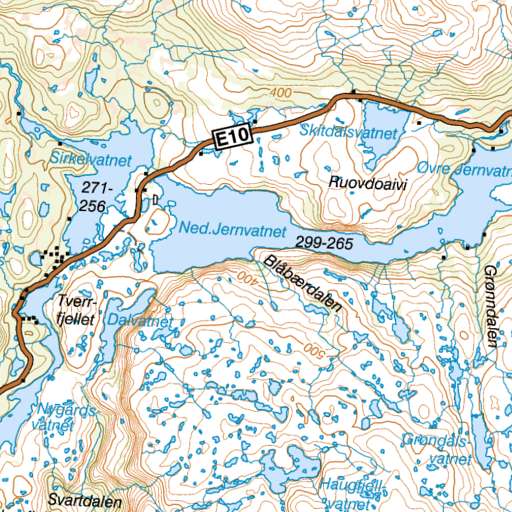 400
E10
Skitdalsvatnet
Sirkelvatnet
Øvre Jernvatn
Ruovdoaivi
271-
256
Ned.Jernvatnet
299-265
Blåbærdalen
400
Grønndalen
Tverr-
fjellet
Dalvatnet
500
Nygårds-
vatnet
Grøndals-
vatnet
Haugfjell-
vatnet
Svartdalen